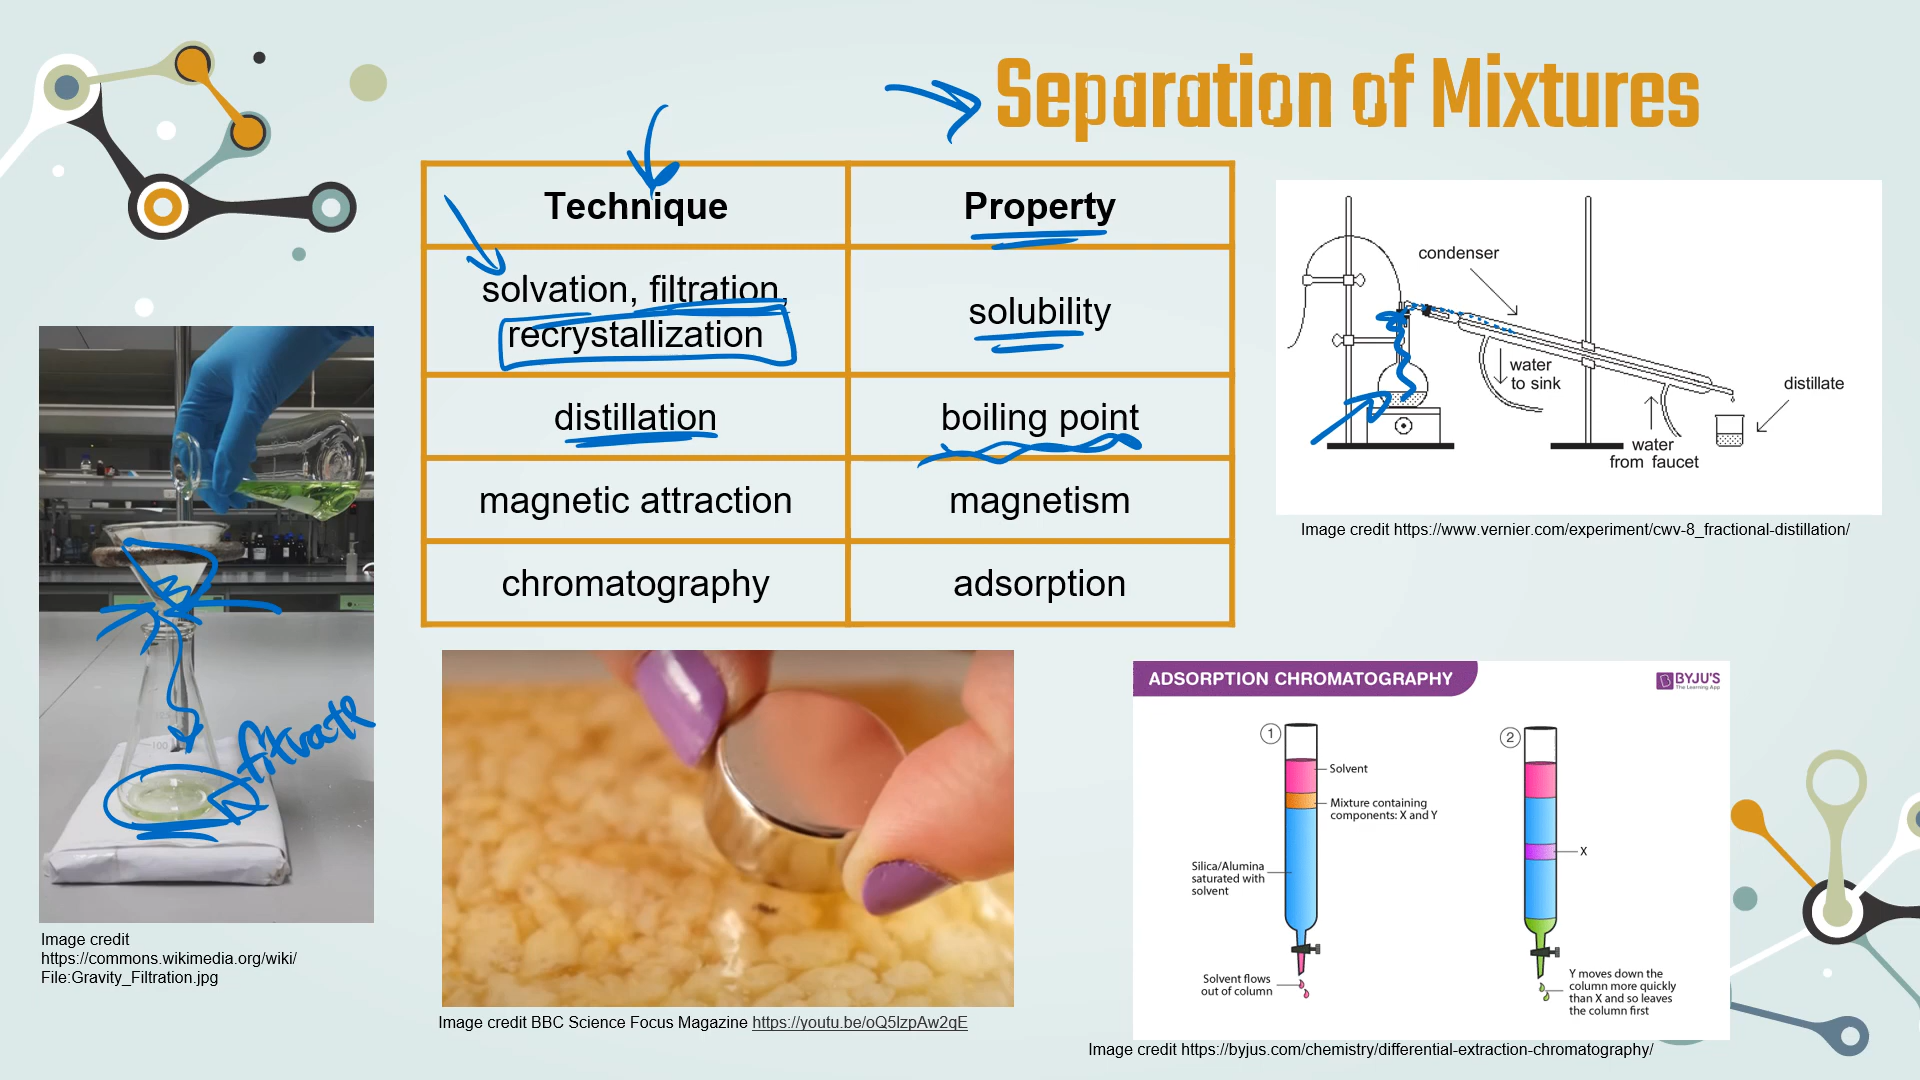 Separation of Mixtures
Technique
Property
solvation, filtration,
recrystallization
solubility
distillation
boiling point
magnetic attraction
magnetism
chromatography
adsorption
condenser
water
to sink
distillate
water
from faucet
Image credit https://www.vernier.com/experiment/cwv-8_fractional-distillation/
100
filtrate
Image credit
https://commons.wikimedia.org/wiki/
File:Gravity_FIltration.jpg
Image credit BBC Science Focus Magazine https://youtu.be/oQ5lzpAw2qE
ADSORPTION CHROMATOGRAPHY
BYJU'S
The Learning App
1
Solvent
Mixture containing
components: X and Y
Silica/Alumina
saturated with
solvent
Solvent flows
out of column
2
X
Y moves down the
column more quickly
than X and so leaves
the column first
Image credit https://byjus.com/chemistry/differential-extraction-chromatography/